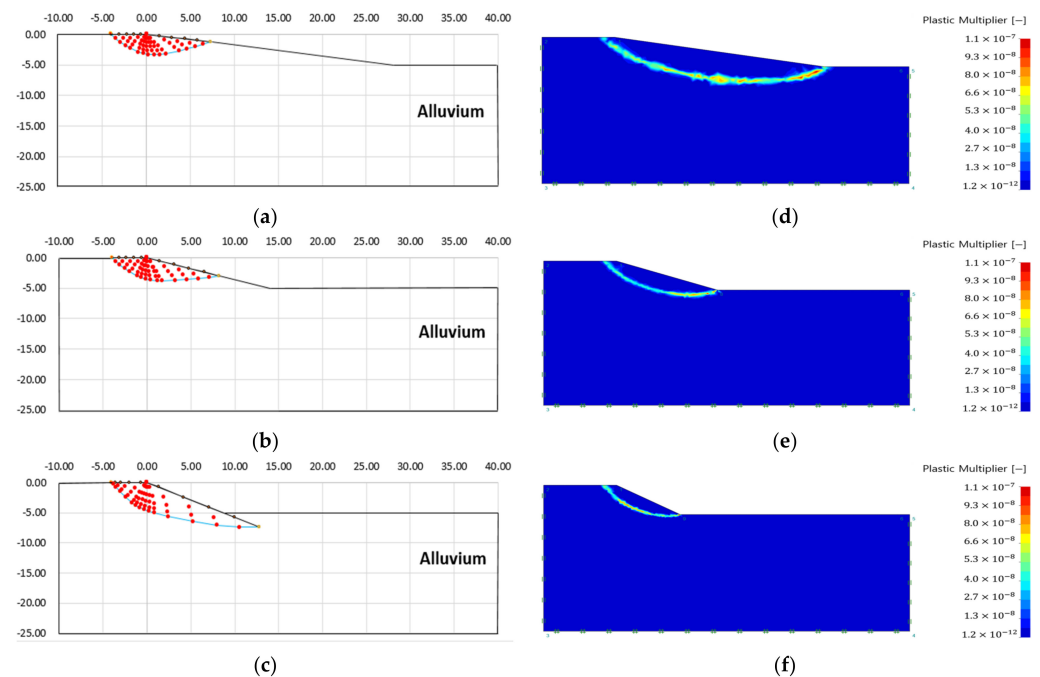 -10.00 -5.00 0.00 5.00 10.00 15.00 20.00 25.00 30.00 35.00 40.00
0.00
-5.00
-10.00
-15.00
-20.00
-25.00
Alluvium
(a)
Plastic Multiplier [−]
1.1 × 10⁻⁷
9.3 × 10⁻⁸
8.0 × 10⁻⁸
6.6 × 10⁻⁸
5.3 × 10⁻⁸
4.0 × 10⁻⁸
2.7 × 10⁻⁸
1.3 × 10⁻⁸
1.2 × 10⁻¹²
(d)
-10.00 -5.00 0.00 5.00 10.00 15.00 20.00 25.00 30.00 35.00 40.00
0.00
-5.00
-10.00
-15.00
-20.00
-25.00
Alluvium
(b)
Plastic Multiplier [−]
1.1 × 10⁻⁷
9.3 × 10⁻⁸
8.0 × 10⁻⁸
6.6 × 10⁻⁸
5.3 × 10⁻⁸
4.0 × 10⁻⁸
2.7 × 10⁻⁸
1.3 × 10⁻⁸
1.2 × 10⁻¹²
(e)
-10.00 -5.00 0.00 5.00 10.00 15.00 20.00 25.00 30.00 35.00 40.00
0.00
-5.00
-10.00
-15.00
-20.00
-25.00
Alluvium
(c)
Plastic Multiplier [−]
1.1 × 10⁻⁷
9.3 × 10⁻⁸
8.0 × 10⁻⁸
6.6 × 10⁻⁸
5.3 × 10⁻⁸
4.0 × 10⁻⁸
2.7 × 10⁻⁸
1.3 × 10⁻⁸
1.2 × 10⁻¹²
(f)